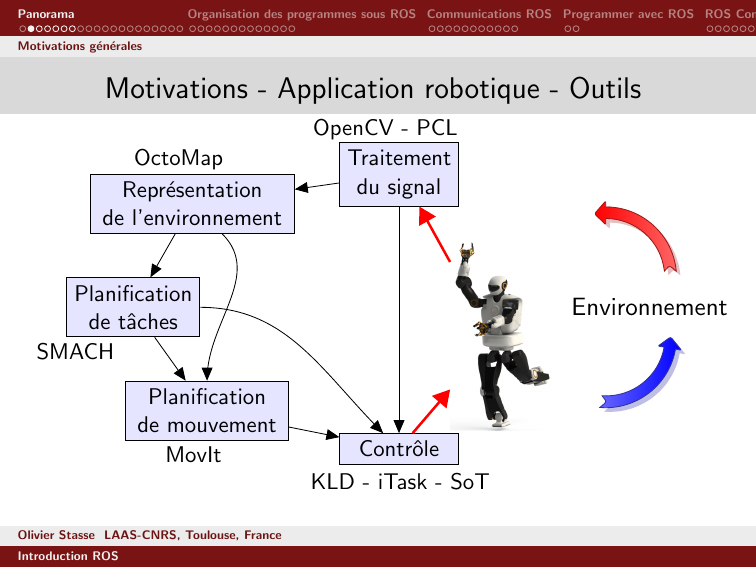 Panorama
Organisation des programmes sous ROS
Communications ROS
Programmer avec ROS
ROS Con
Motivations générales
Motivations - Application robotique - Outils
OpenCV - PCL
OctoMap
Traitement
du signal
Représentation
de l'environnement
Planification
de tâches
Environnement
SMACH
Planification
de mouvement
MovIt
Contrôle
KLD - iTask - SoT
Olivier Stasse LAAS-CNRS, Toulouse, France
Introduction ROS